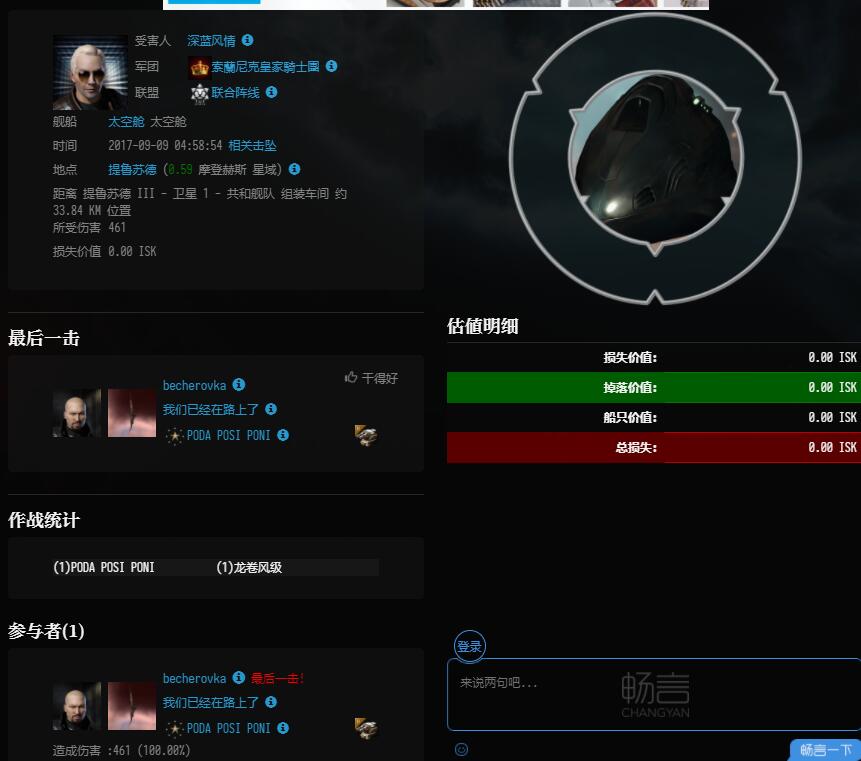 受害人 深蓝风情
军团 索蘭尼克皇家騎士團
联盟 联合阵线
舰船 太空舱 太空舱
时间 2017-09-09 04:58:54 相关击坠
地点 提鲁苏德 (0.59 摩登赫斯 星域)
距离 提鲁苏德 III - 卫星 1 - 共和舰队 组装车间 约
33.84 KM 位置
所受伤害 461
损失价值 0.00 ISK
最后一击
干得好
becherovka
我们已经在路上了
PODA POSI PONI
作战统计
(1)PODA POSI PONI (1)龙卷风级
参与者(1)
becherovka 最后一击!
我们已经在路上了
PODA POSI PONI
造成伤害 :461 (100.00%)
估值明细
损失价值: 0.00 ISK
掉落价值: 0.00 ISK
船只价值: 0.00 ISK
总损失: 0.00 ISK
登录
来说两句吧...
畅言
CHANGYAN
畅言一下